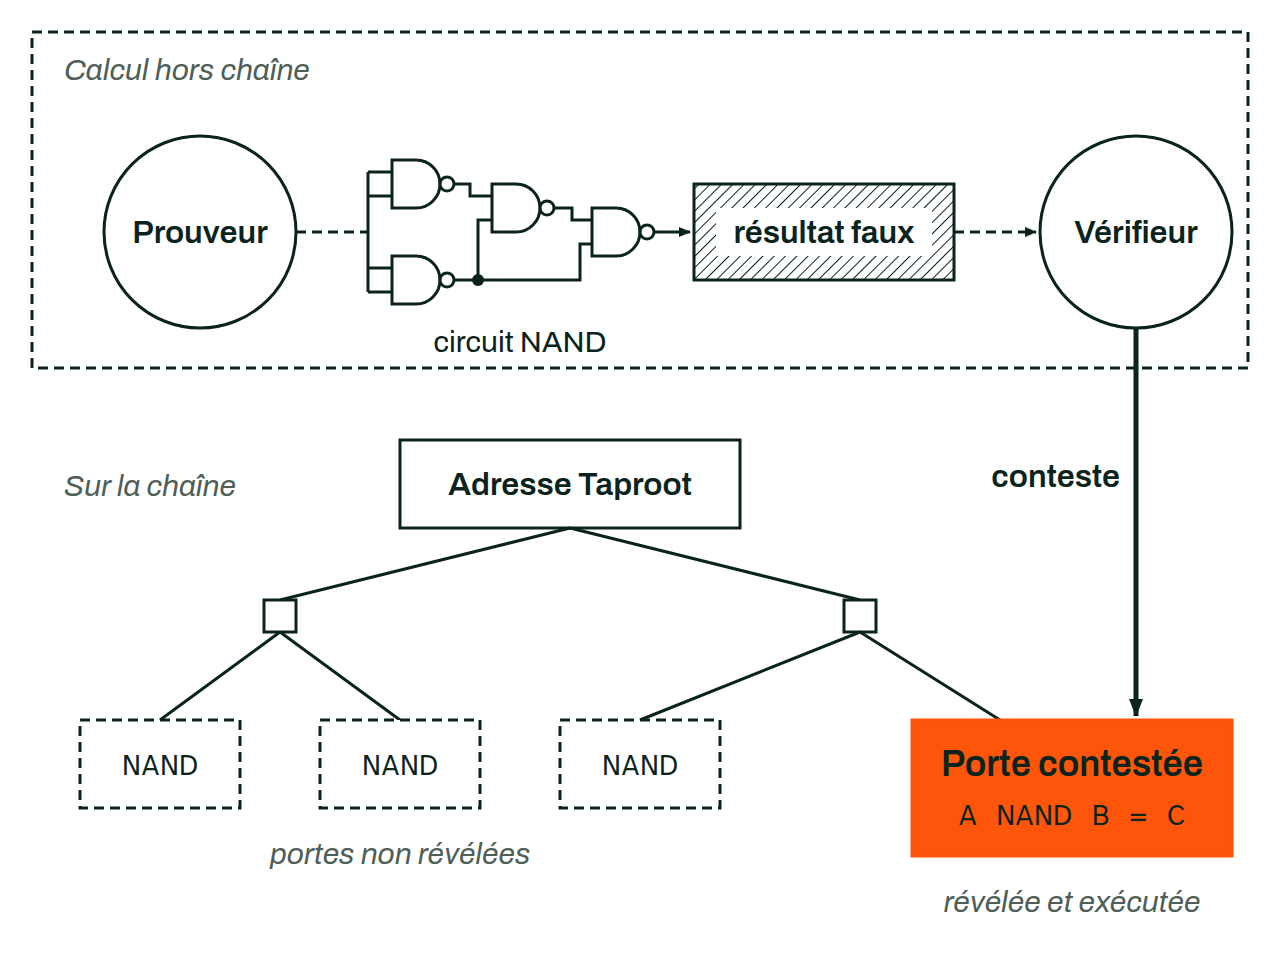 Calcul hors chaîne
Prouveur
résultat faux
Vérifieur
circuit NAND
Sur la chaîne
Adresse Taproot
conteste
NAND
NAND
NAND
Porte contestée
A NAND B = C
portes non révélées
révélée et exécutée